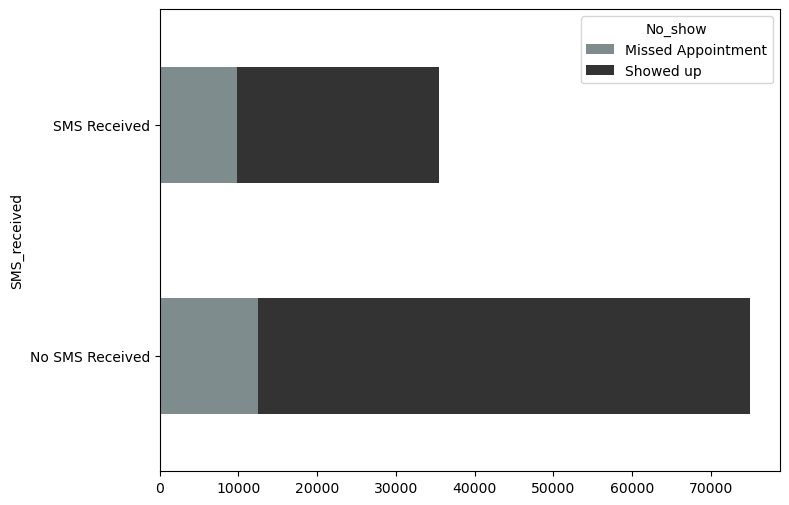 No_show
Missed Appointment
Showed up
SMS Received
No SMS Received
SMS_received
0 10000 20000 30000 40000 50000 60000 70000